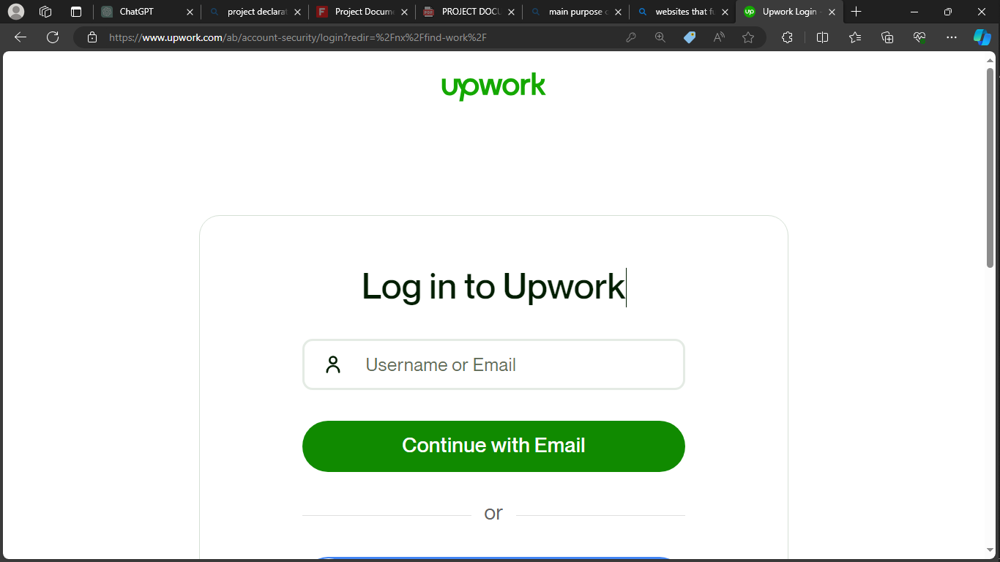 ChatGPT
project declarat
Project Docum
PROJECT DOCU
main purpose
websites that fu
Upwork Login -
https://www.upwork.com/ab/account-security/login?redir=%2Fnx%2Ffind-work%2F
upwork
Log in to Upwork
Username or Email
Continue with Email
or